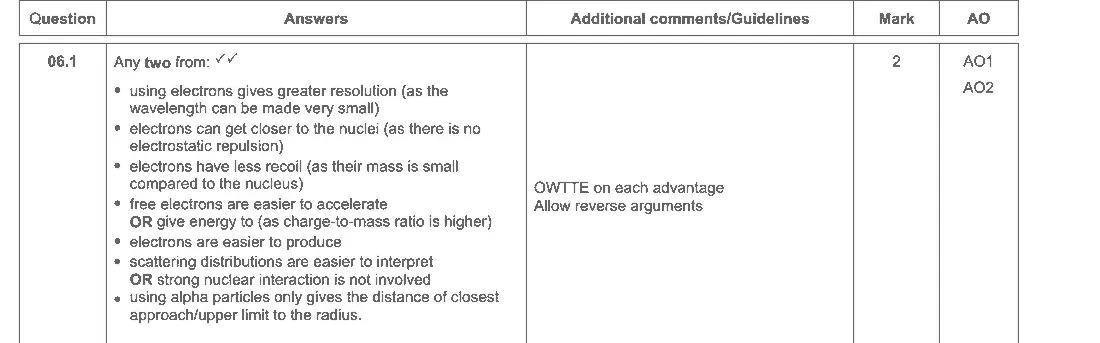 Question Answers Additional comments/Guidelines Mark AO
06.1 Any two from: ✓✓ 2 AO1
AO2
• using electrons gives greater resolution (as the
wavelength can be made very small)
• electrons can get closer to the nuclei (as there is no
electrostatic repulsion)
• electrons have less recoil (as their mass is small
compared to the nucleus)
OWTTE on each advantage
• free electrons are easier to accelerate
Allow reverse arguments
OR give energy to (as charge-to-mass ratio is higher)
• electrons are easier to produce
• scattering distributions are easier to interpret
OR strong nuclear interaction is not involved
• using alpha particles only gives the distance of closest
approach/upper limit to the radius.